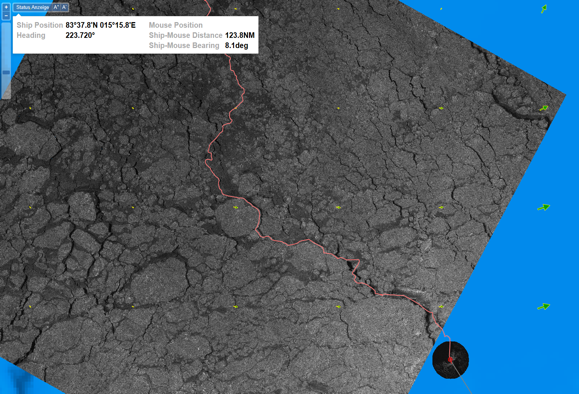 Status Anzeige A⁺ A⁻
Ship Position 83°37.8'N 015°15.8'E
Heading 223.720°
Mouse Position
Ship-Mouse Distance 123.8NM
Ship-Mouse Bearing 8.1deg